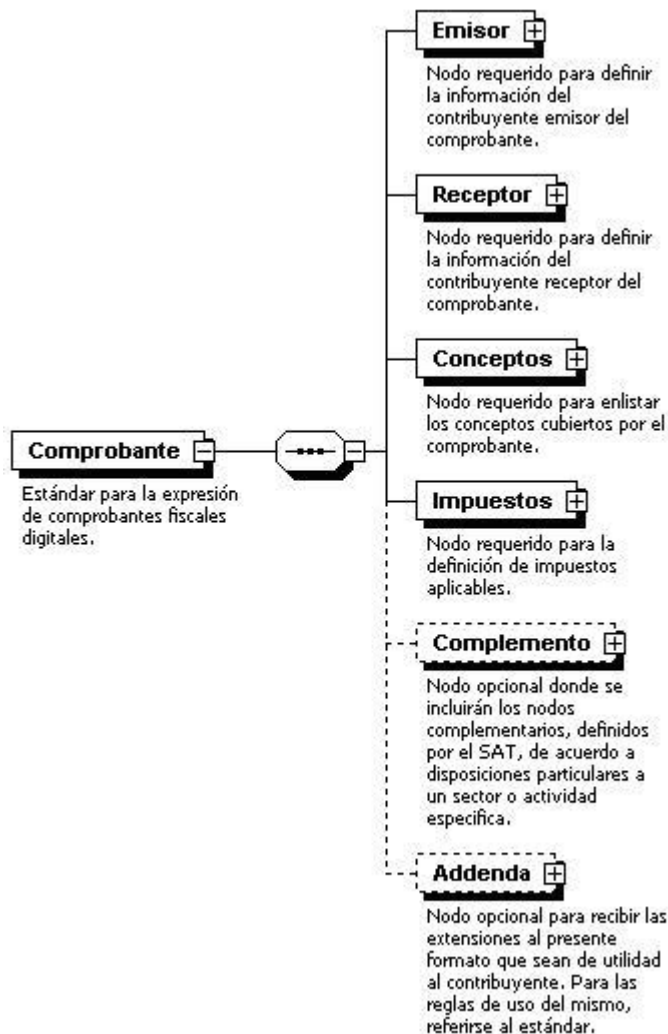 Emisor
Nodo requerido para definir
la información del
contribuyente emisor del
comprobante.
Receptor
Nodo requerido para definir
la información del
contribuyente receptor del
comprobante.
Conceptos
Nodo requerido para enlistar
los conceptos cubiertos por el
comprobante.
Comprobante
Estándar para la expresión
de comprobantes fiscales
digitales.
Impuestos
Nodo requerido para la
definición de impuestos
aplicables.
Complemento
Nodo opcional donde se
incluirán los nodos
complementarios, definidos
por el SAT, de acuerdo a
disposiciones particulares a
un sector o actividad
especifica.
Addenda
Nodo opcional para recibir las
extensiones al presente
formato que sean de utilidad
al contribuyente. Para las
reglas de uso del mismo,
referirse al estándar.